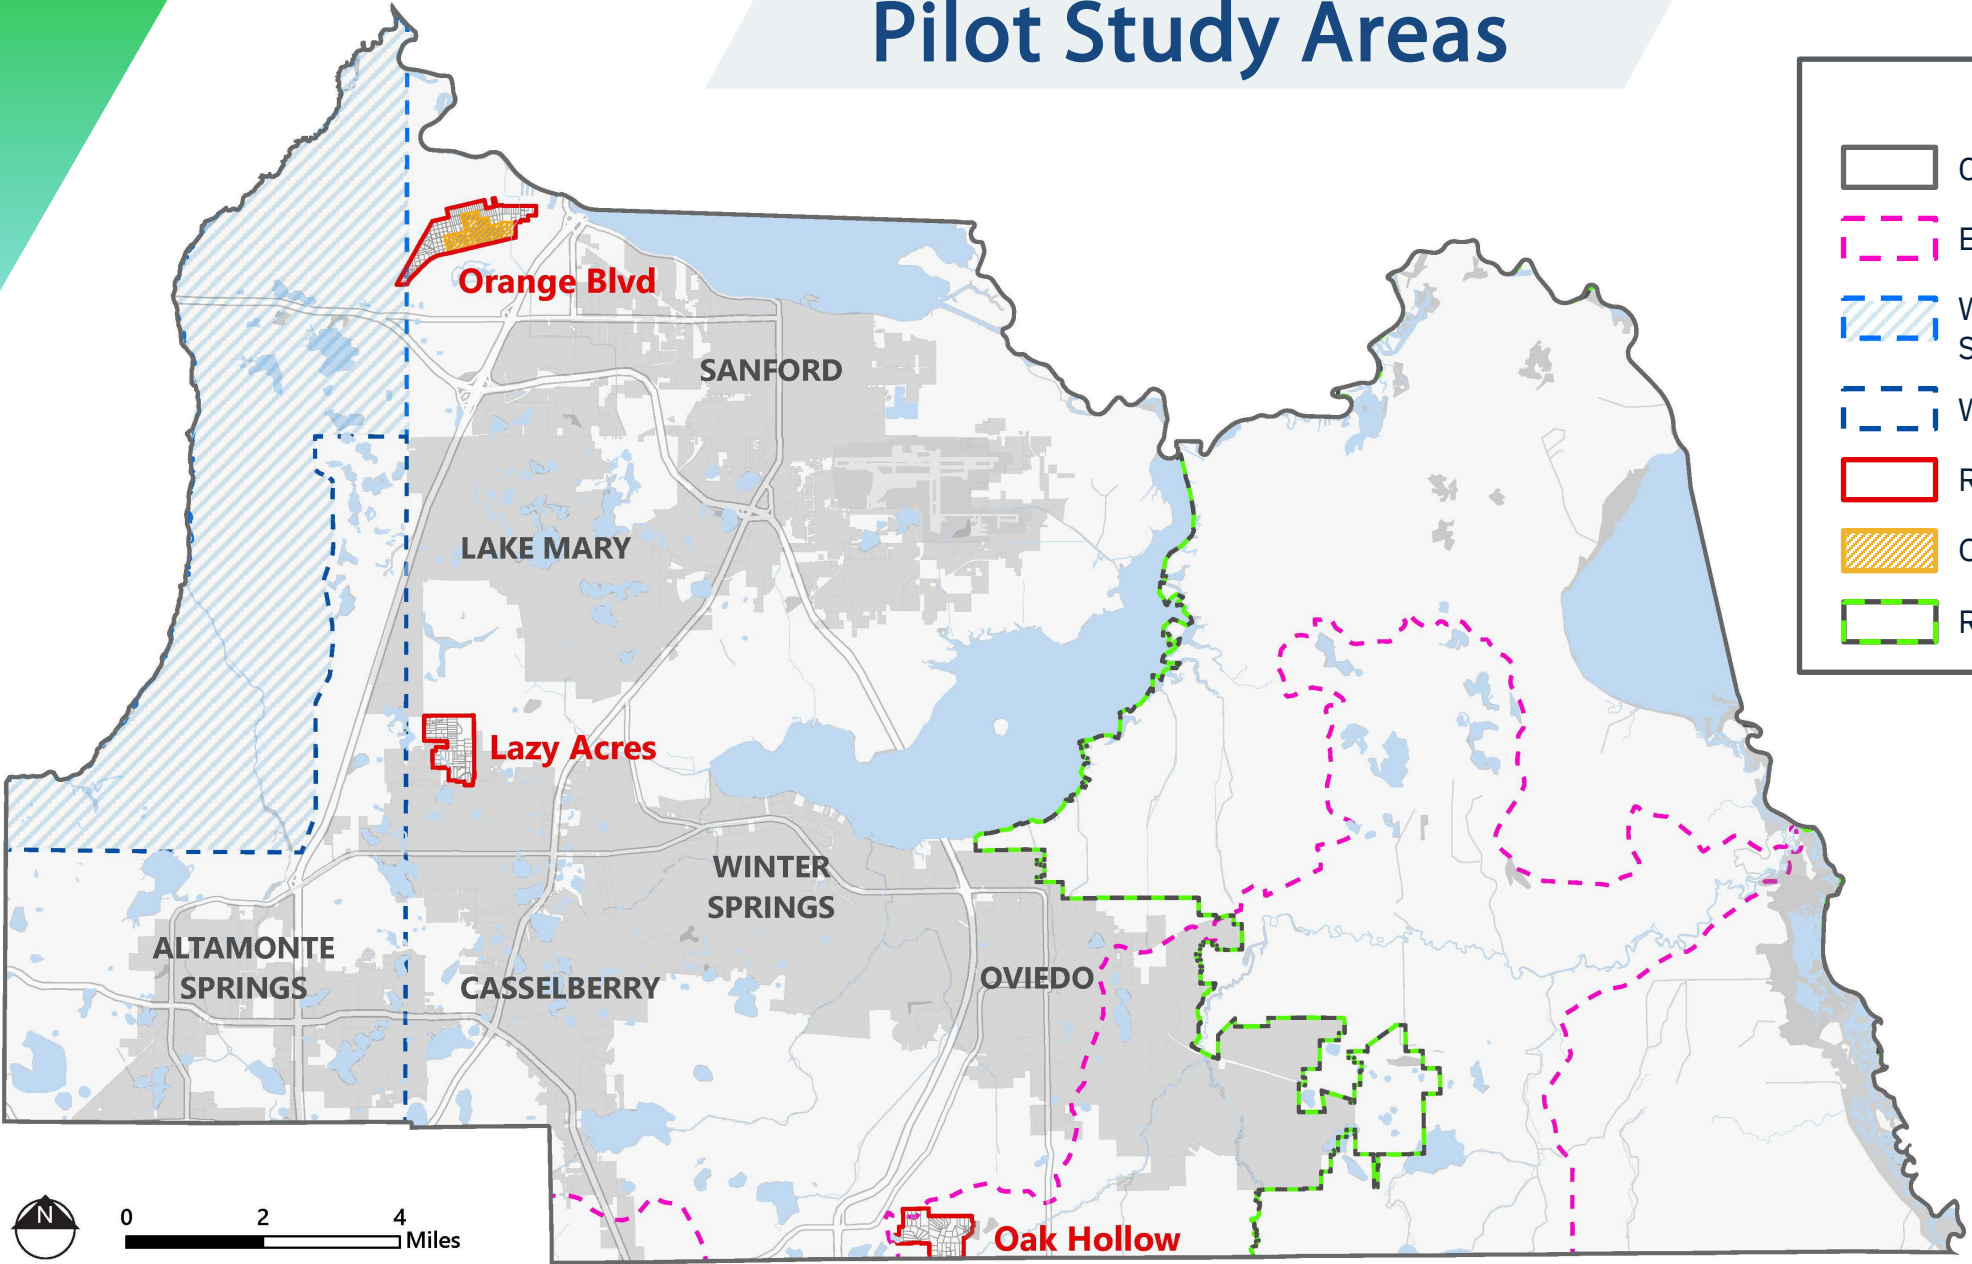 Pilot Study Areas
Orange Blvd
SANFORD
LAKE MARY
Lazy Acres
WINTER
SPRINGS
ALTAMONTE
SPRINGS
CASSELBERRY
OVIEDO
Oak Hollow
N
0 2 4
Miles